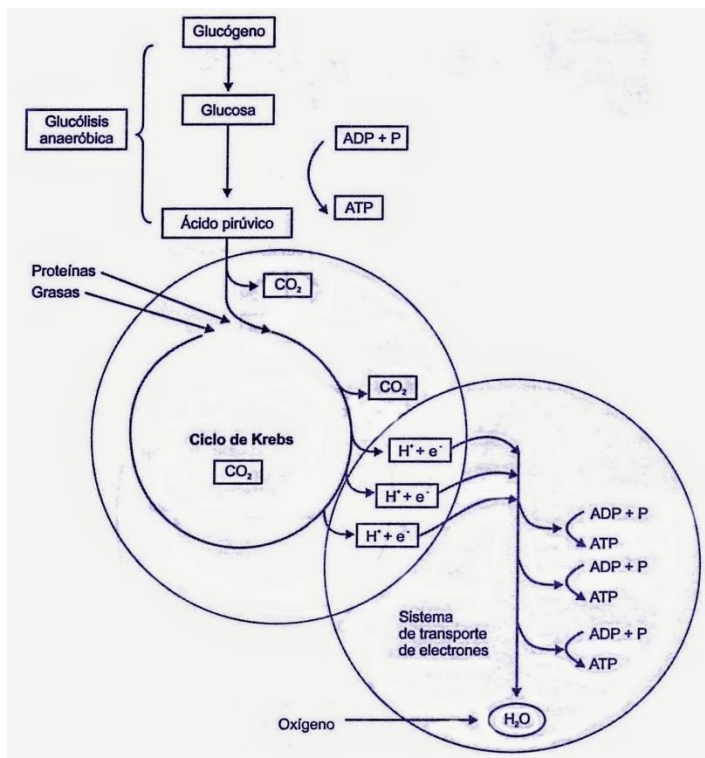 Glucógeno
Glucólisis
anaeróbica
Glucosa
ADP + P
ATP
Ácido pirúvico
Proteínas
Grasas
CO₂
CO₂
Ciclo de Krebs
CO₂
H⁺ + e⁻
H⁺ + e⁻
H⁺ + e⁻
ADP + P
ATP
ADP + P
ATP
ADP + P
ATP
Sistema
de transporte
de electrones
Oxígeno
H₂O